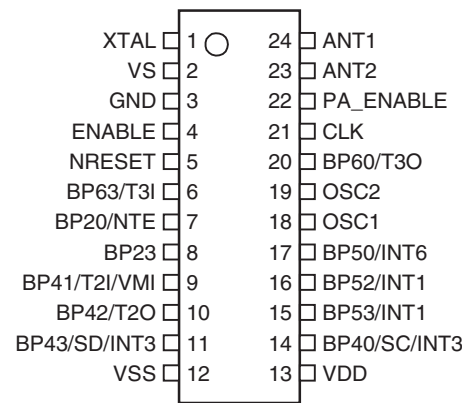 XTAL 1 24 ANT1
VS 2 23 ANT2
GND 3 22 PA_ENABLE
ENABLE 4 21 CLK
NRESET 5 20 BP60/T3O
BP63/T3I 6 19 OSC2
BP20/NTE 7 18 OSC1
BP23 8 17 BP50/INT6
BP41/T2I/VMI 9 16 BP52/INT1
BP42/T2O 10 15 BP53/INT1
BP43/SD/INT3 11 14 BP40/SC/INT3
VSS 12 13 VDD